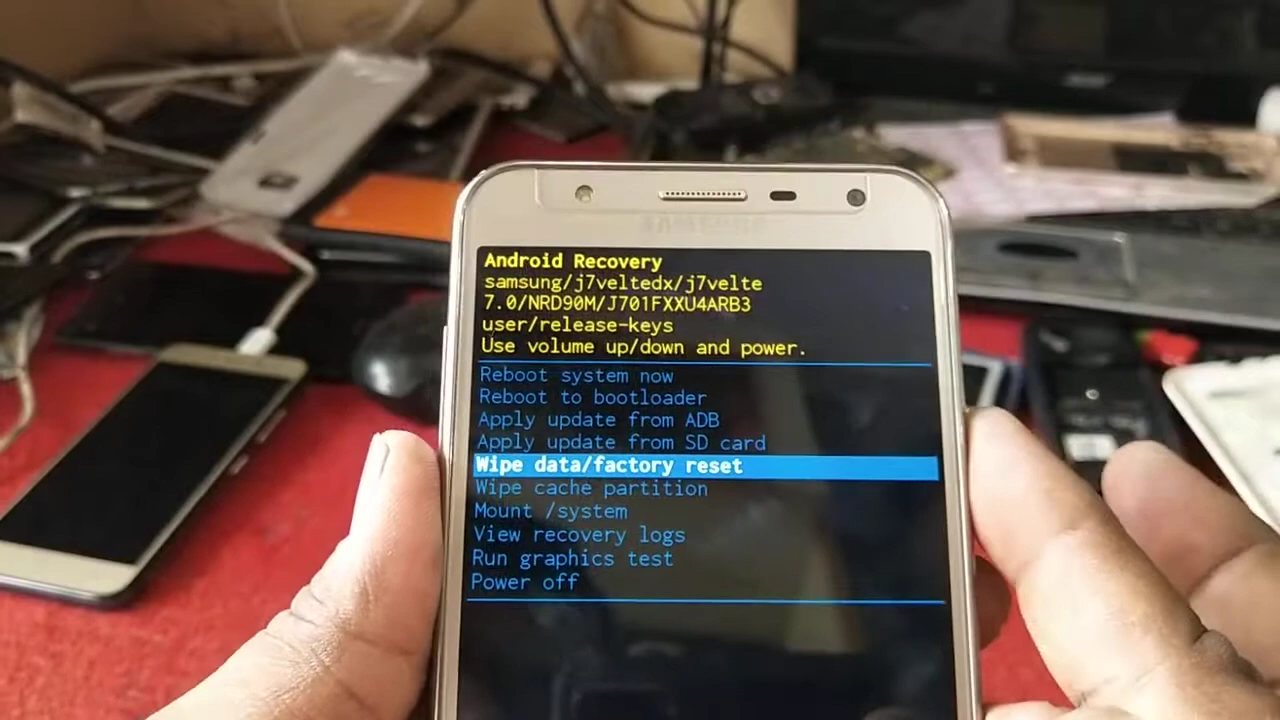 SAMSUNG
Android Recovery
samsung/j7veltedx/j7velte
7.0/NRD90M/J701FXXU4ARB3
user/release-keys
Use volume up/down and power.
Reboot system now
Reboot to bootloader
Apply update from ADB
Apply update from SD card
Wipe data/factory reset
Wipe cache partition
Mount /system
View recovery logs
Run graphics test
Power off